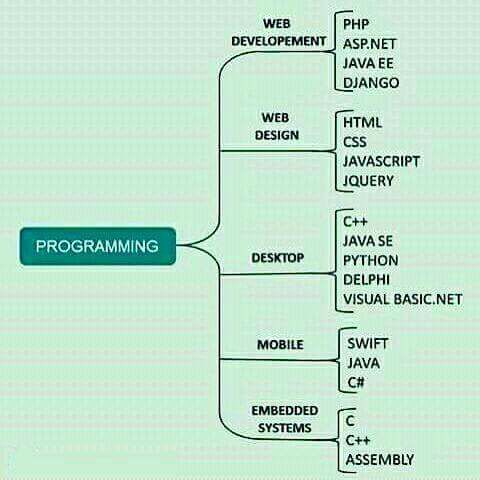 PROGRAMMING
WEB
DEVELOPEMENT
PHP
ASP.NET
JAVA EE
DJANGO
WEB
DESIGN
HTML
CSS
JAVASCRIPT
JQUERY
DESKTOP
C++
JAVA SE
PYTHON
DELPHI
VISUAL BASIC.NET
MOBILE
SWIFT
JAVA
C#
EMBEDDED
SYSTEMS
C
C++
ASSEMBLY